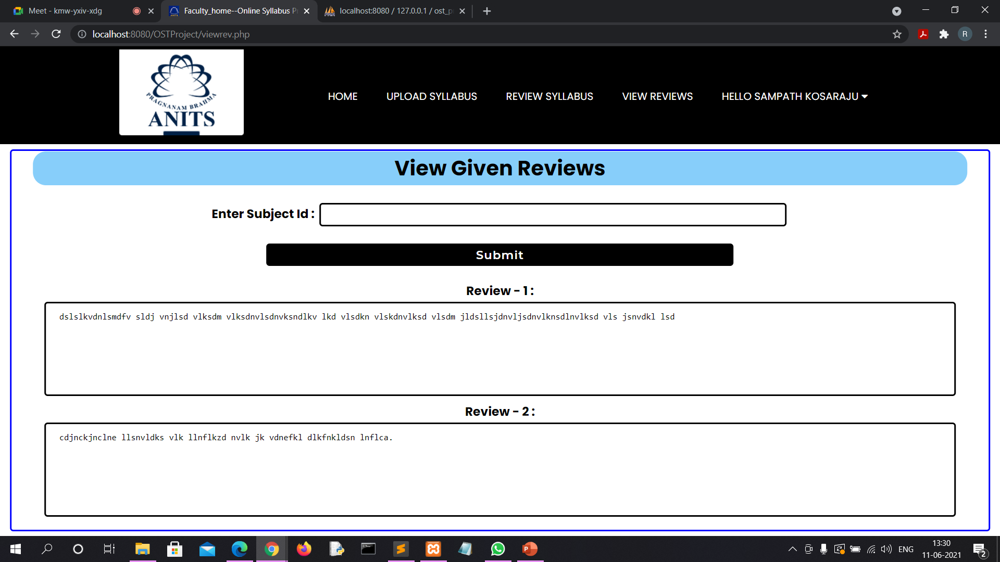 Meet - kmw-yxiv-xdg
Faculty_home--Online Syllabus P
localhost:8080 / 127.0.0.1 / ost_p
localhost:8080/OSTProject/viewrev.php
R
PRAGNANAM BRAHMA
ANITS
HOME
UPLOAD SYLLABUS
REVIEW SYLLABUS
VIEW REVIEWS
HELLO SAMPATH KOSARAJU
View Given Reviews
Enter Subject Id :
Submit
Review - 1 :
dslslkvdnlsmdfv sldj vnjlsd vlksdm vlksdnvlsdnvksndlkv lkd vlsdkn vlskdnvlksd vlsdm jldsllsjdnvljsdnvlknsdlnvlksd vls jsnvdkl lsd
Review - 2 :
cdjnckjnclne llsnvldks vlk llnflkzd nvlk jk vdnefkl dlkfnkldsn lnflca.
ENG
13:30
11-06-2021
2